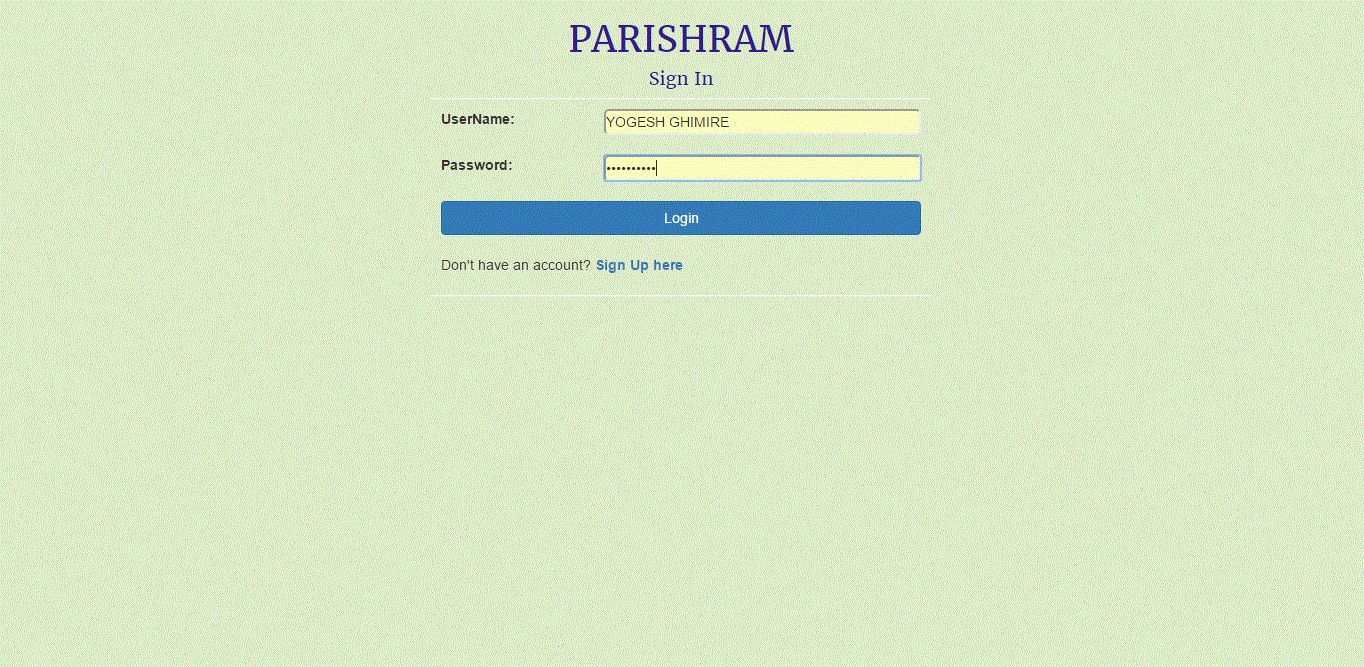 PARISHRAM
Sign In
UserName: YOGESH GHIMIRE
Password: ••••••••••
Login
Don't have an account? Sign Up here